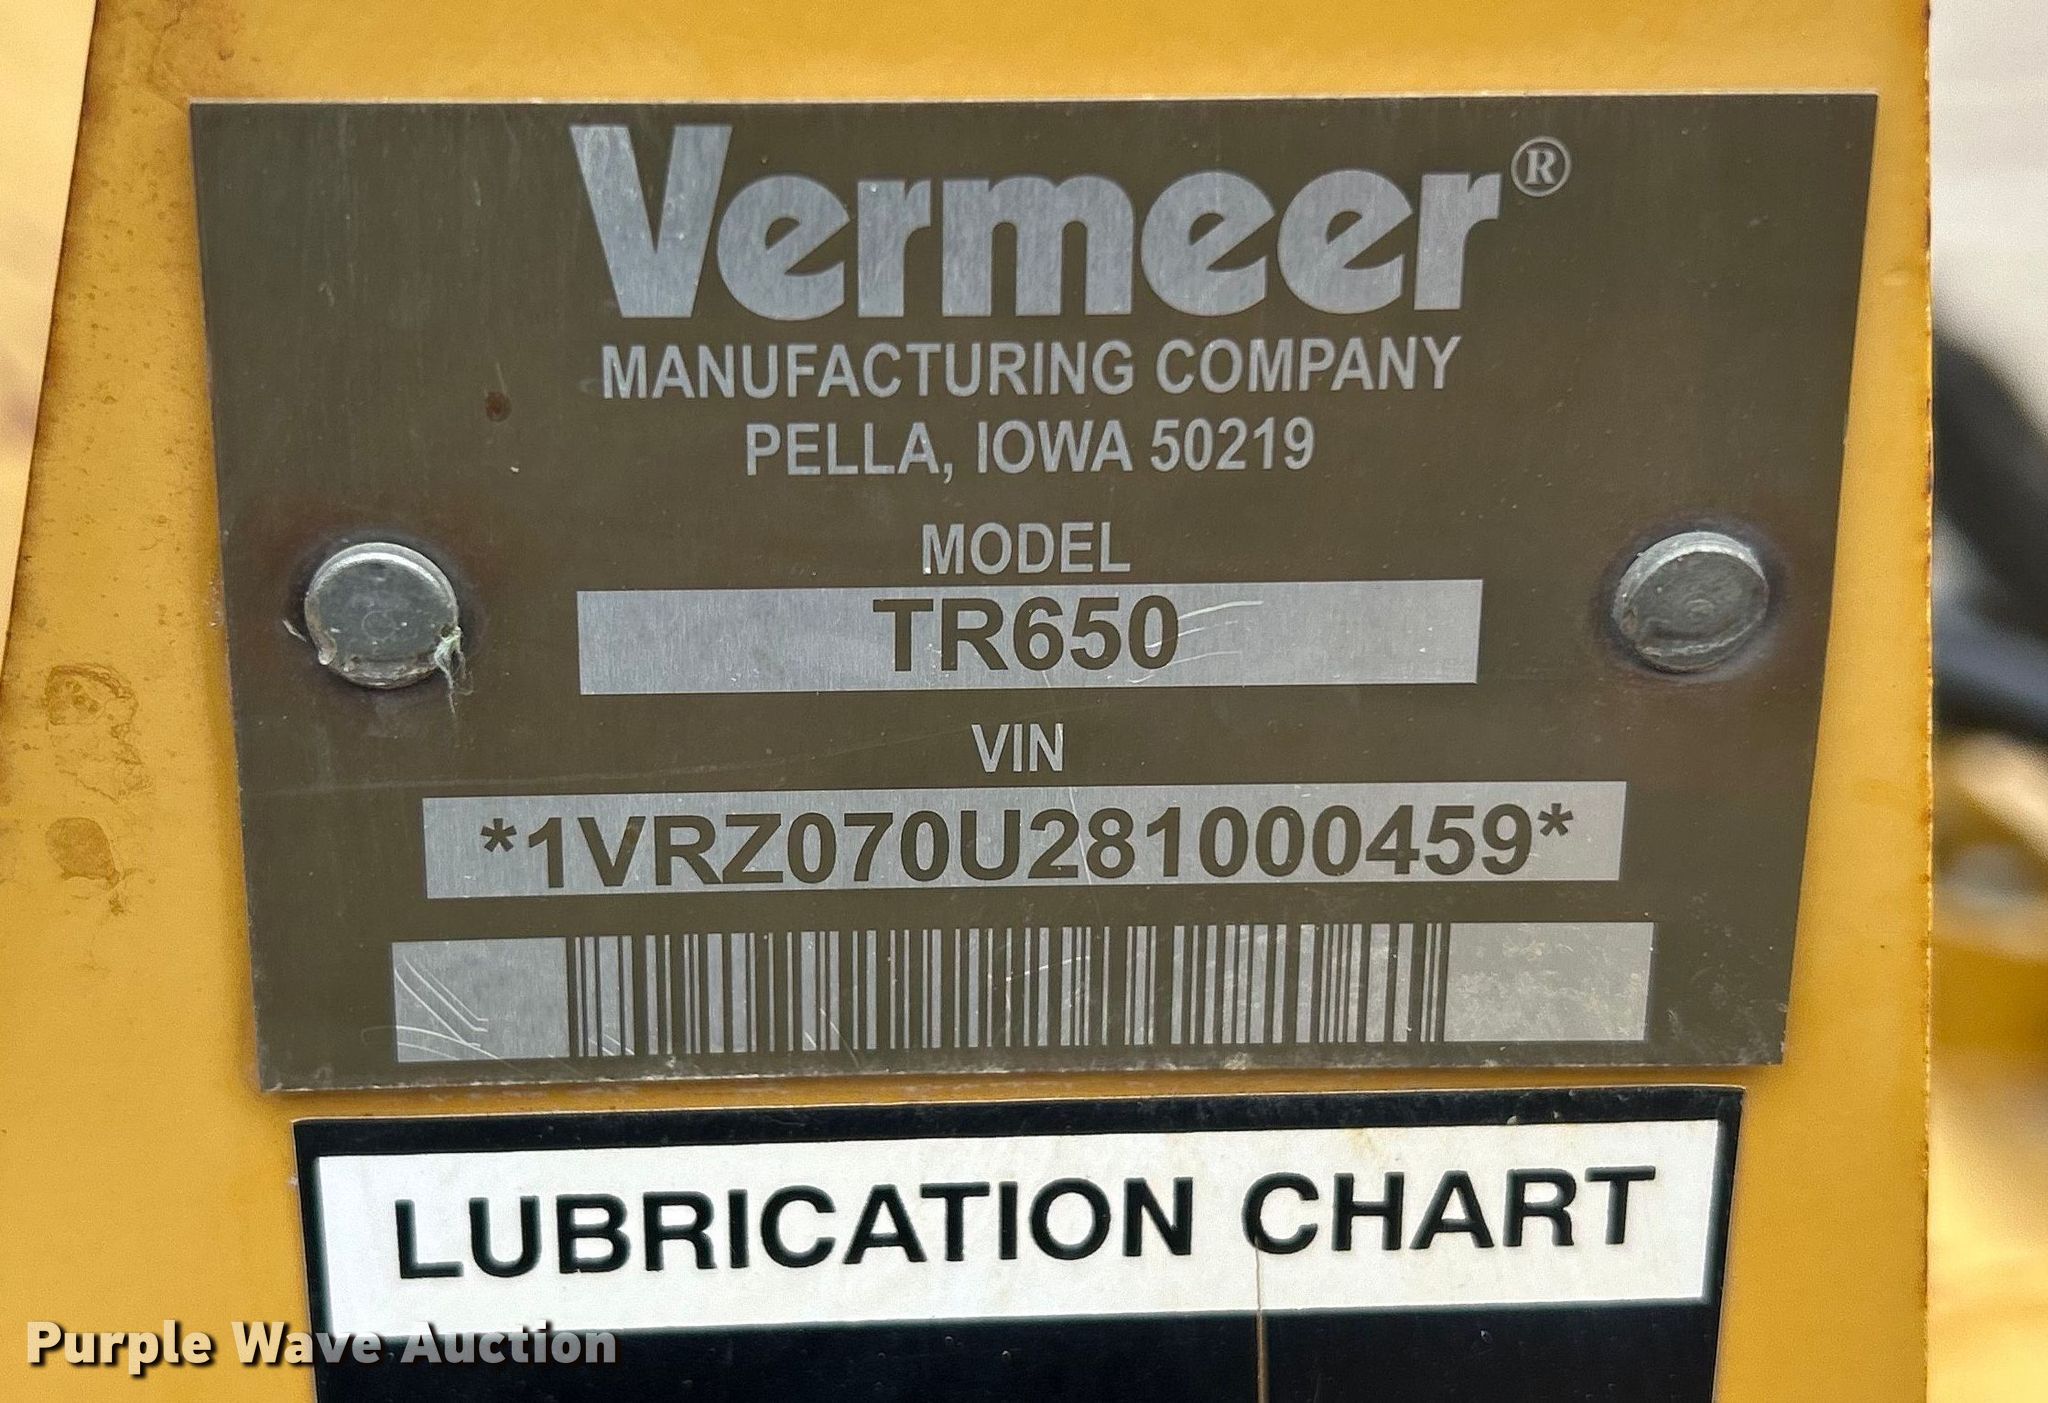 Vermeer®
MANUFACTURING COMPANY
PELLA, IOWA 50219
MODEL
TR650
VIN
*1VRZ070U281000459*
LUBRICATION CHART
Purple Wave Auction